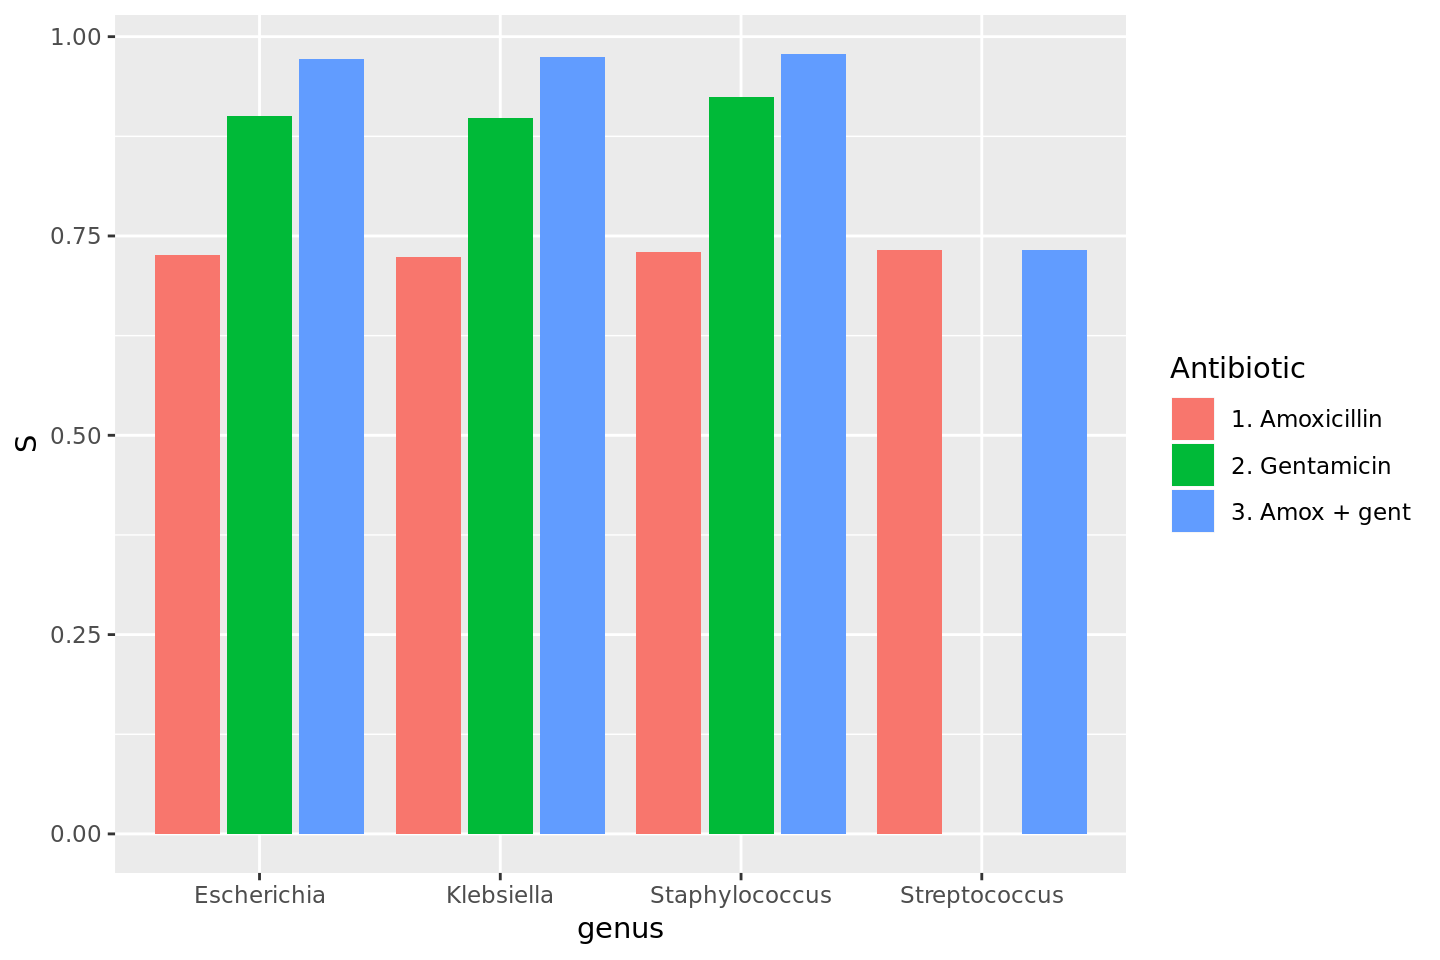 1.00
0.75
0.50
0.25
0.00
S
Escherichia
Klebsiella
Staphylococcus
Streptococcus
genus
Antibiotic
1. Amoxicillin
2. Gentamicin
3. Amox + gent